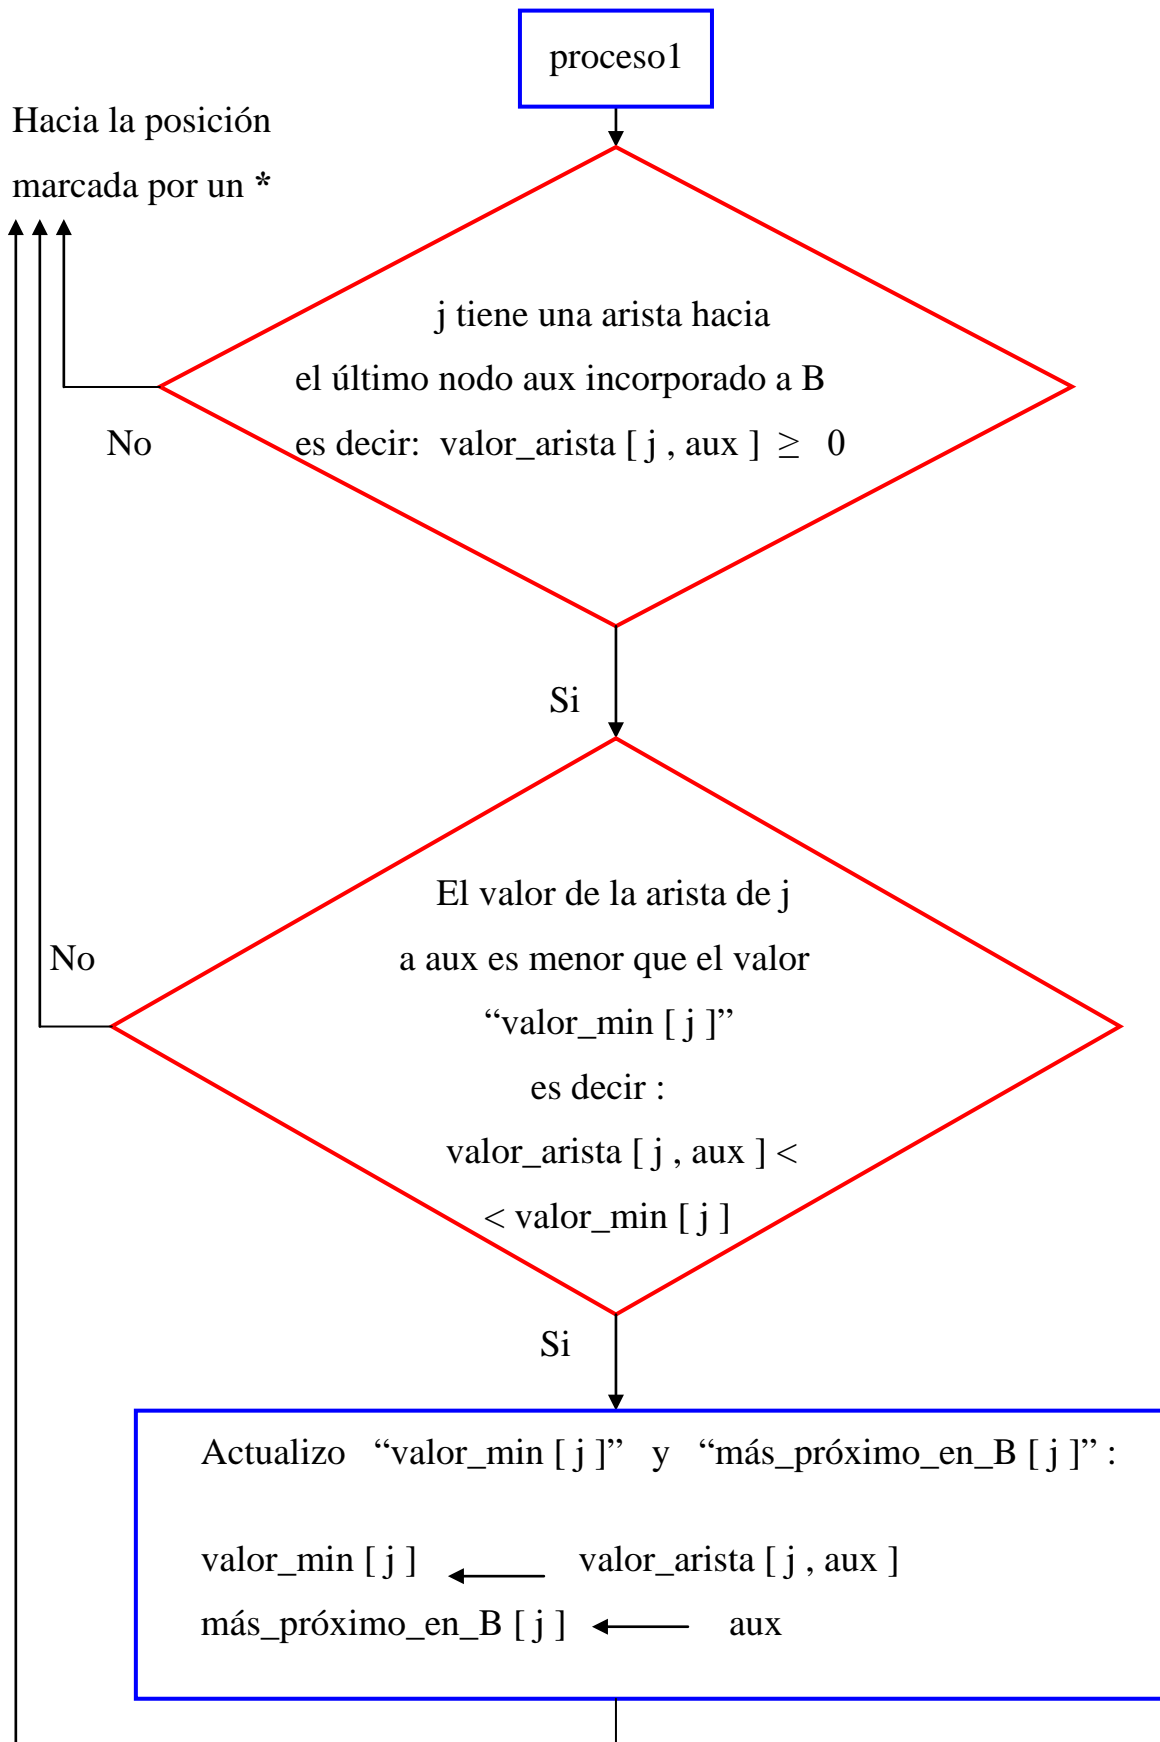 proceso1
Hacia la posición
marcada por un *
j tiene una arista hacia
el último nodo aux incorporado a B
No
es decir: valor_arista [ j , aux ] ≥ 0
Si
El valor de la arista de j
No
a aux es menor que el valor
“valor_min [ j ]”
es decir :
valor_arista [ j , aux ] <
< valor_min [ j ]
Si
Actualizo “valor_min [ j ]” y “más_próximo_en_B [ j ]” :
valor_min [ j ] ← valor_arista [ j , aux ]
más_próximo_en_B [ j ] ← aux